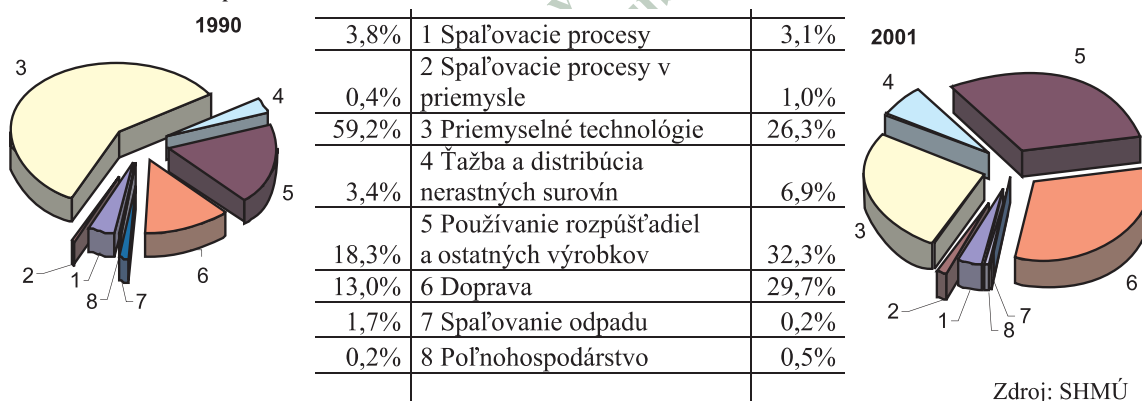 1990
3
4
5
6
7
8
1
2
3,8% 1 Spaľovacie procesy 3,1%
2 Spaľovacie procesy v
0,4% priemysle 1,0%
59,2% 3 Priemyselné technológie 26,3%
4 Ťažba a distribúcia
3,4% nerastných surovín 6,9%
5 Používanie rozpúšťadiel
18,3% a ostatných výrobkov 32,3%
13,0% 6 Doprava 29,7%
1,7% 7 Spaľovanie odpadu 0,2%
0,2% 8 Poľnohospodárstvo 0,5%
2001
4
5
3
6
2
1
8
7
Zdroj: SHMÚ